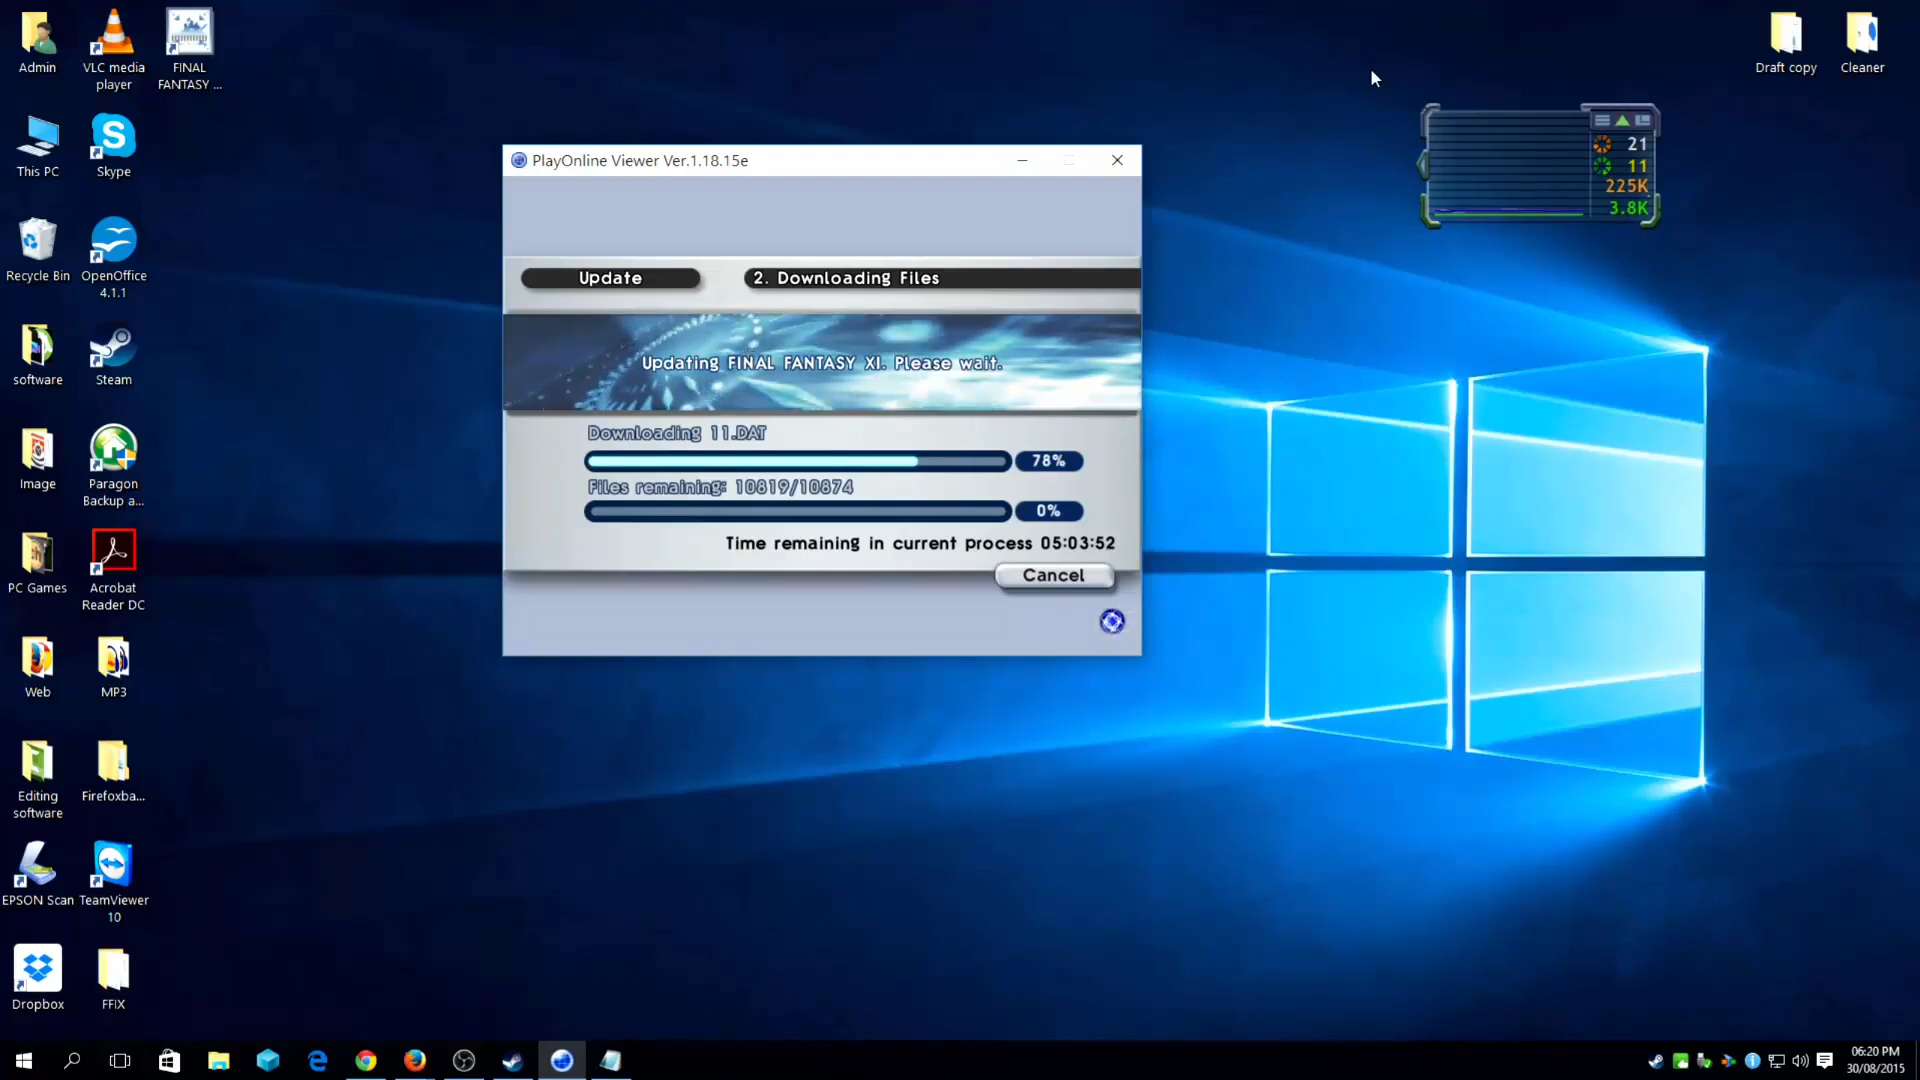 Admin
VLC media
player
FINAL
FANTASY ...
Draft copy
Cleaner
This PC
Skype
Recycle Bin
OpenOffice
4.1.1
software
Steam
Image
Paragon
Backup a...
PC Games
Acrobat
Reader DC
Web
MP3
Editing
software
Firefoxba...
EPSON Scan
TeamViewer
10
Dropbox
FFIX
PlayOnline Viewer Ver.1.18.15e
Update
2. Downloading Files
Updating FINAL FANTASY XI. Please wait.
Downloading 11.DAT
78%
Files remaining: 10819/10874
0%
Time remaining in current process 05:03:52
Cancel
21
11
225K
3.8K
06:20 PM
30/08/2015